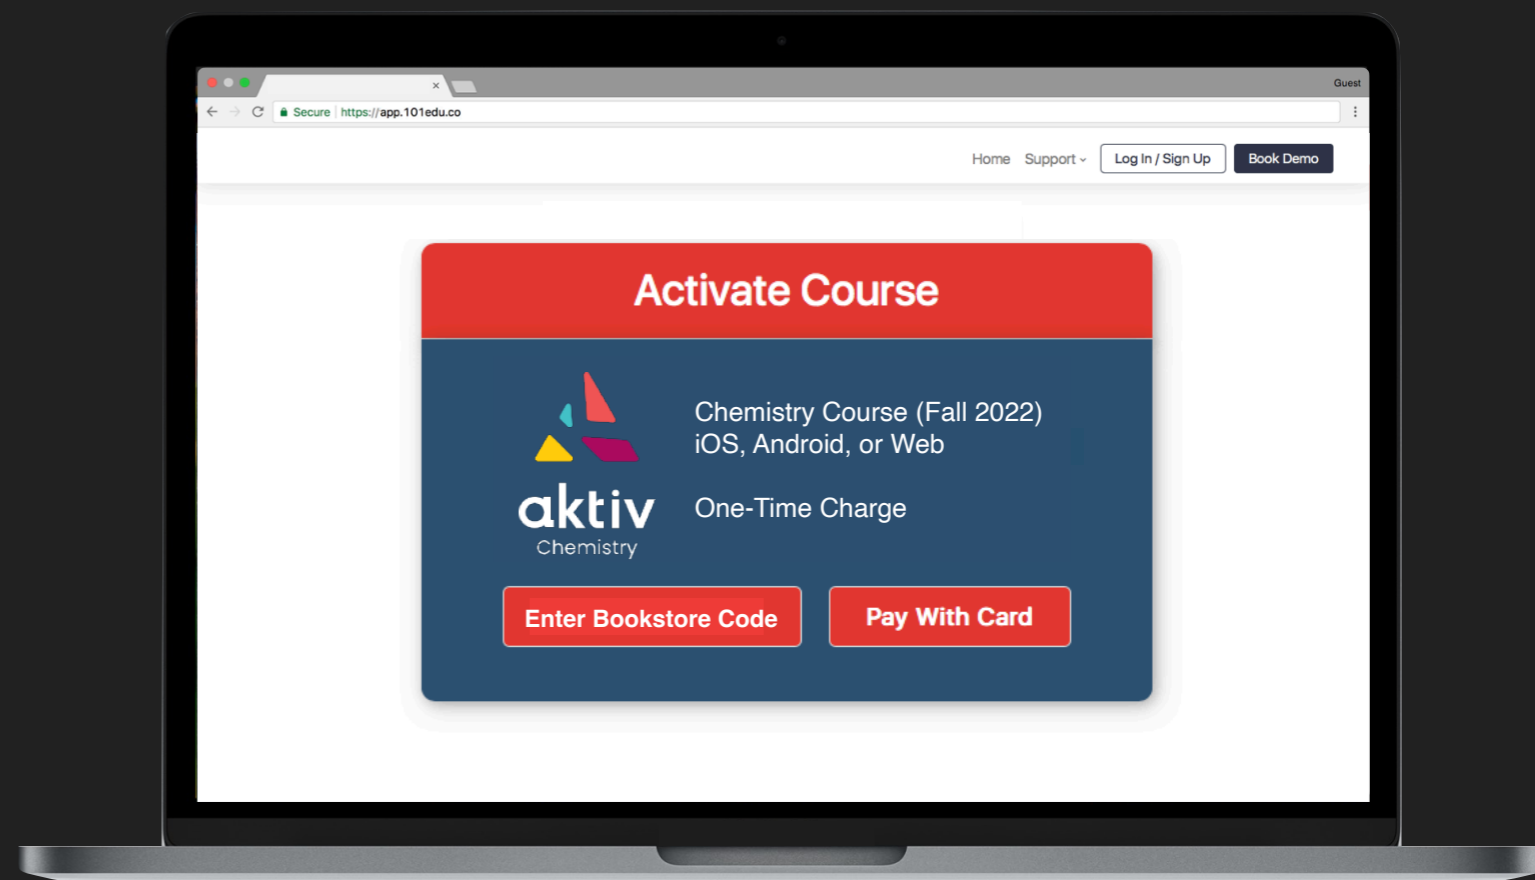 Guest
Secure https://app.101edu.co
Home Support Log In / Sign Up Book Demo
Activate Course
Chemistry Course (Fall 2022)
iOS, Android, or Web
One-Time Charge
aktiv
Chemistry
Enter Bookstore Code Pay With Card